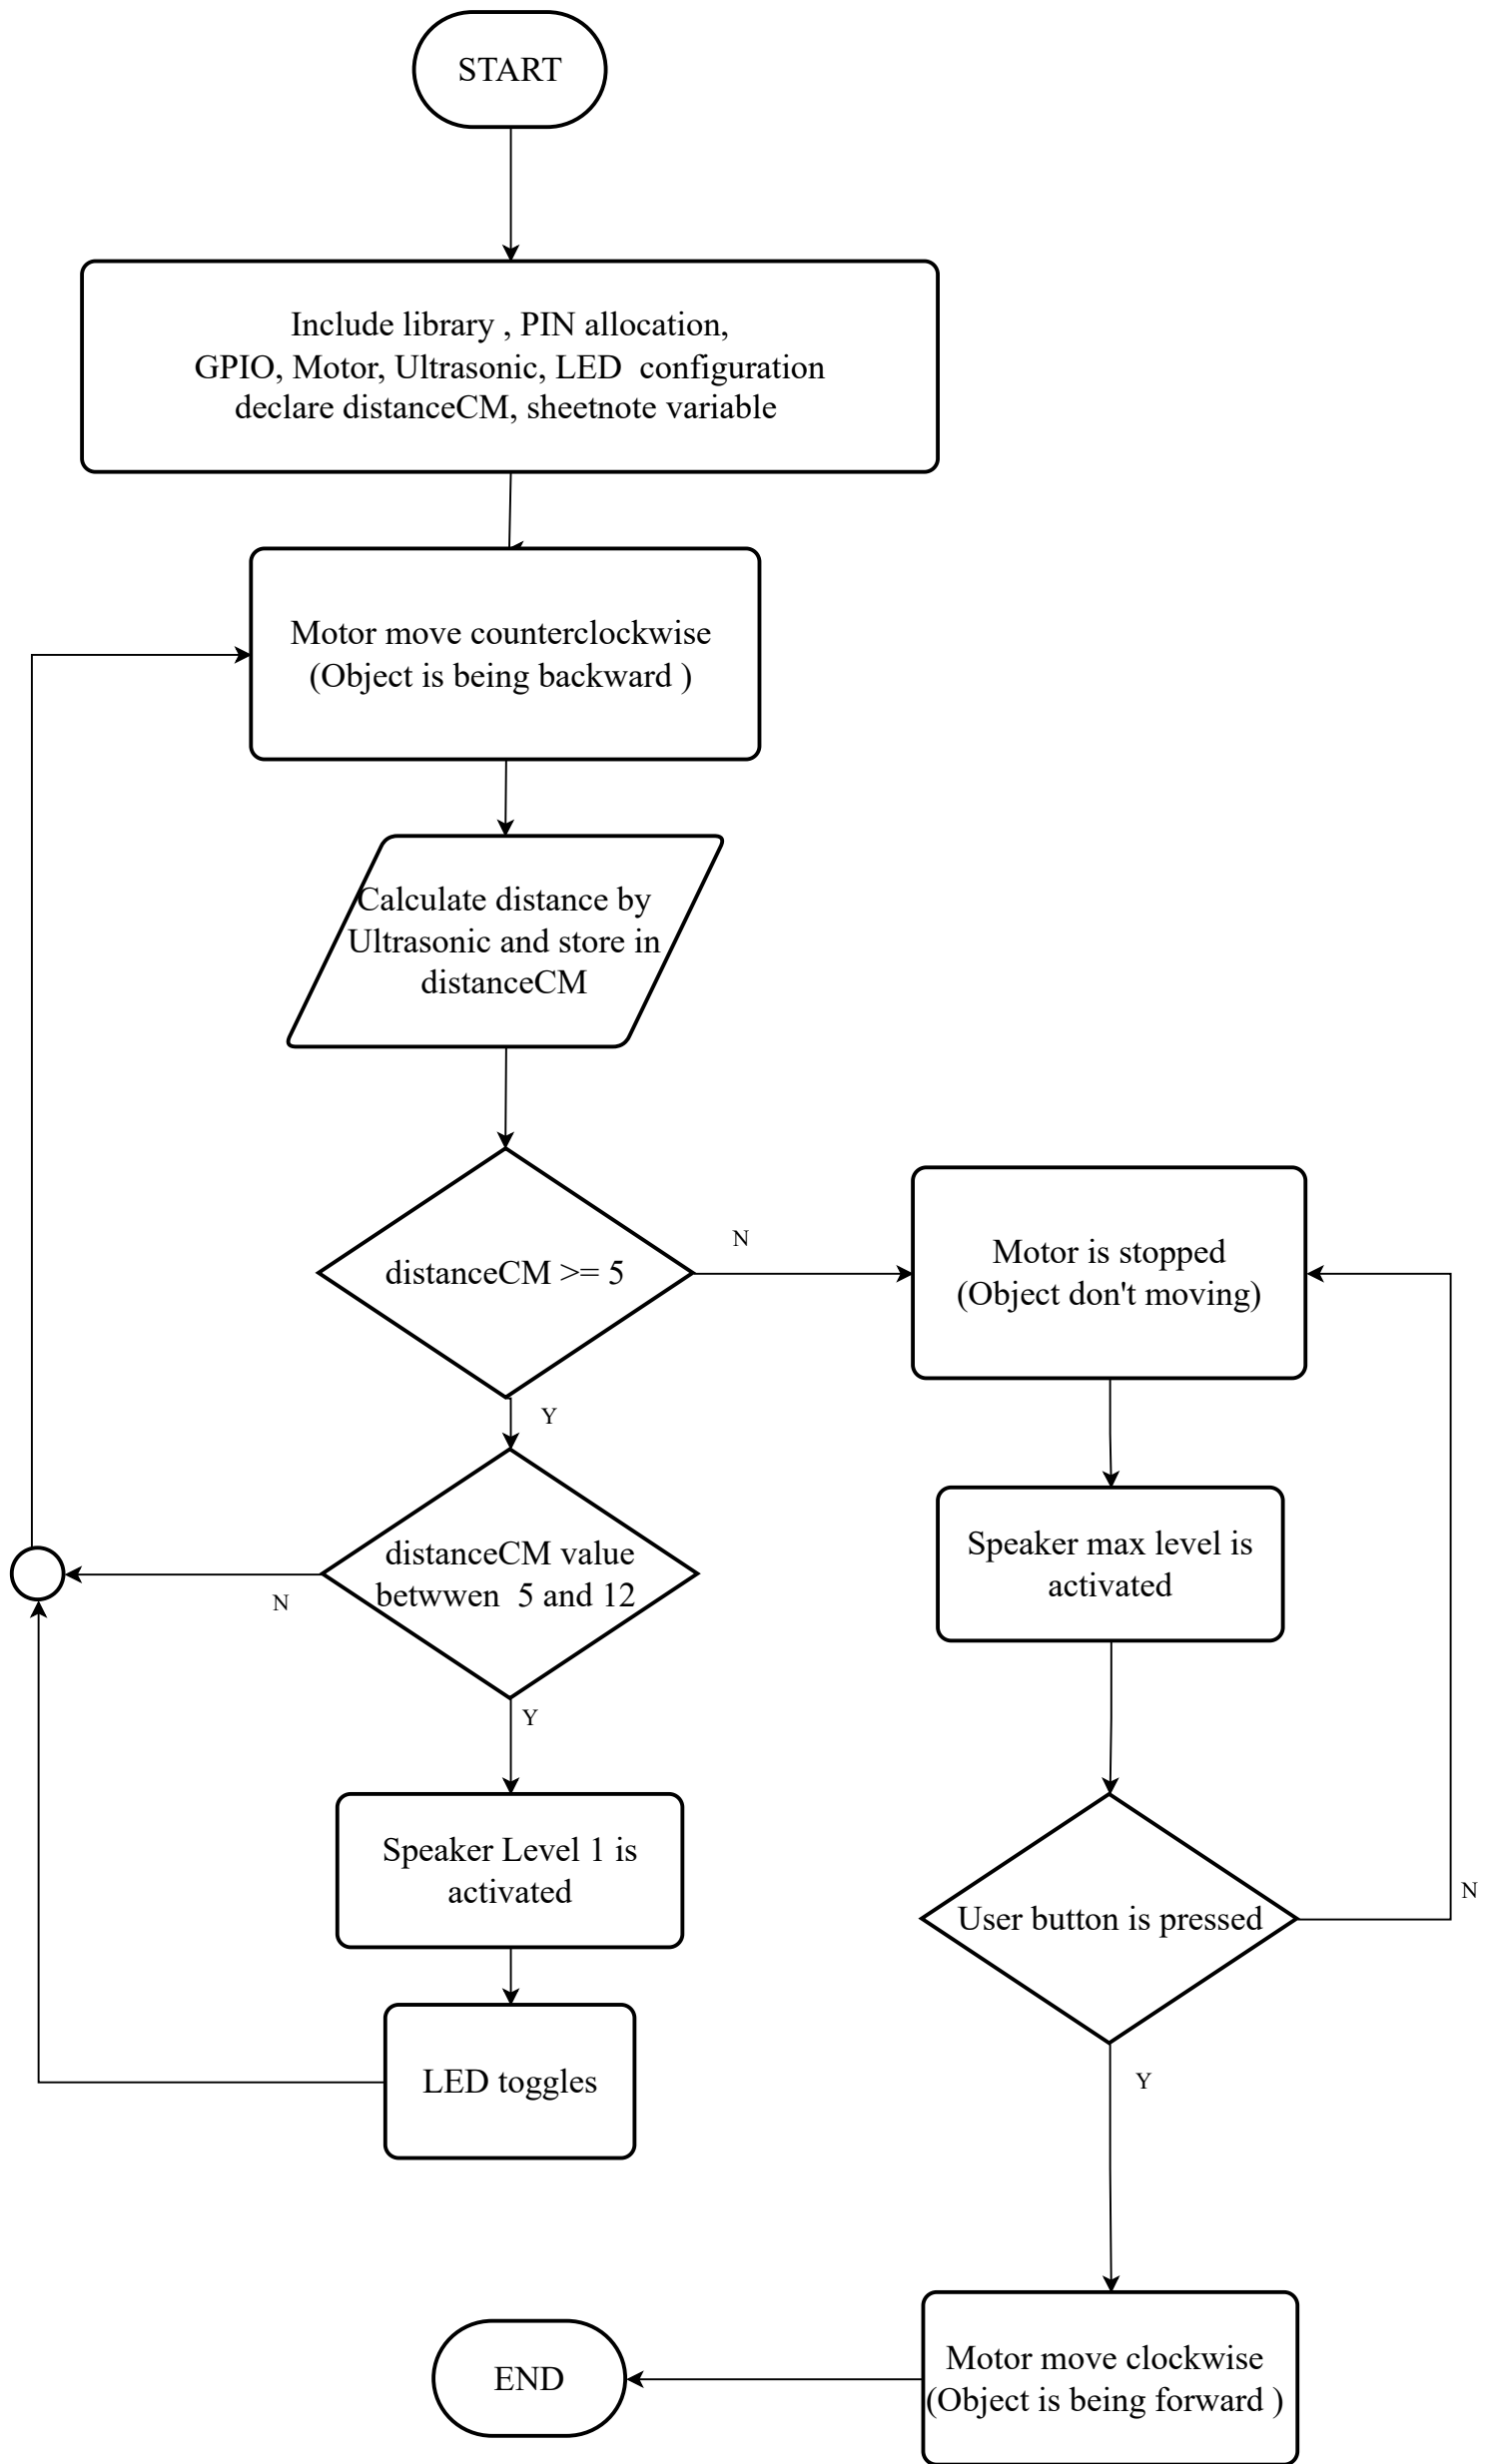 START
Include library , PIN allocation,
GPIO, Motor, Ultrasonic, LED  configuration
declare distanceCM, sheetnote variable
Motor move counterclockwise
(Object is being backward )
Calculate distance by
Ultrasonic and store in
distanceCM
distanceCM >= 5
N
Motor is stopped
(Object don't moving)
Y
distanceCM value
betwwen  5 and 12
N
Speaker max level is
activated
Y
Speaker Level 1 is
activated
User button is pressed
N
LED toggles
Y
Motor move clockwise
(Object is being forward )
END